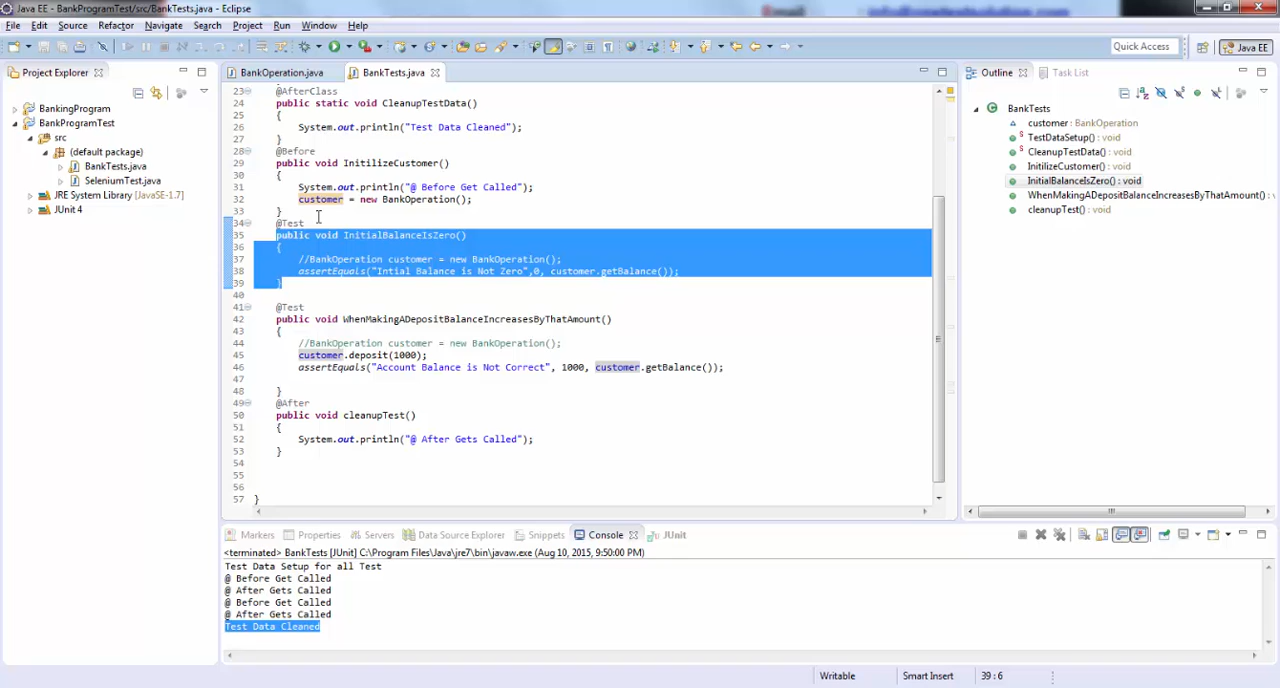 Java EE - BankProgramTest/src/BankTests.java - Eclipse
File Edit Source Refactor Navigate Search Project Run Window Help
Quick Access
Java EE
Project Explorer
BankOperation.java
BankTests.java
Outline
Task List
BankingProgram
BankProgramTest
src
(default package)
BankTests.java
SeleniumTest.java
JRE System Library [JavaSE-1.7]
JUnit 4
23 @AfterClass
24 public static void CleanupTestData()
25 {
26 System.out.println("Test Data Cleaned");
27 }
28 @Before
29 public void InitilizeCustomer()
30 {
31 System.out.println("@ Before Get Called");
32 customer = new BankOperation();
33 }
34 @Test
35 public void InitialBalanceIsZero()
36 {
37 //BankOperation customer = new BankOperation();
38 assertEquals("Intial Balance is Not Zero",0, customer.getBalance());
39 }
40
41 @Test
42 public void WhenMakingADepositBalanceIncreasesByThatAmount()
43 {
44 //BankOperation customer = new BankOperation();
45 customer.deposit(1000);
46 assertEquals("Account Balance is Not Correct", 1000, customer.getBalance());
47
48 }
49 @After
50 public void cleanupTest()
51 {
52 System.out.println("@ After Gets Called");
53 }
54
55
56
57 }
BankTests
customer : BankOperation
TestDataSetup() : void
CleanupTestData() : void
InitilizeCustomer() : void
InitialBalanceIsZero() : void
WhenMakingADepositBalanceIncreasesByThatAmount() : void
cleanupTest() : void
Markers Properties Servers Data Source Explorer Snippets Console JUnit
<terminated> BankTests [JUnit] C:\Program Files\Java\jre7\bin\javaw.exe (Aug 10, 2015, 9:50:00 PM)
Test Data Setup for all Test
@ Before Get Called
@ After Gets Called
@ Before Get Called
@ After Gets Called
Test Data Cleaned
Writable
Smart Insert
39 : 6